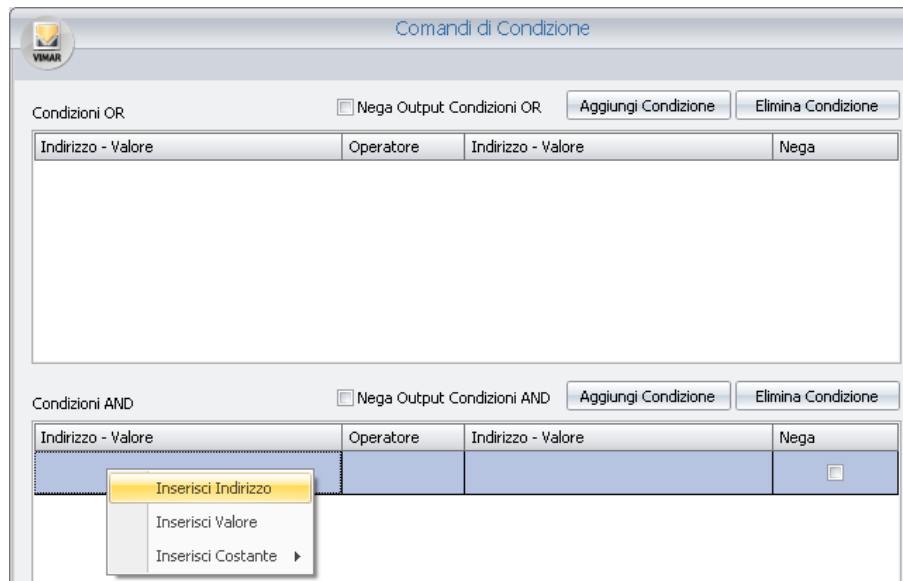 Comandi di Condizione
VIMAR
Condizioni OR
Nega Output Condizioni OR
Aggiungi Condizione
Elimina Condizione
Indirizzo - Valore
Operatore
Indirizzo - Valore
Nega
Condizioni AND
Nega Output Condizioni AND
Aggiungi Condizione
Elimina Condizione
Indirizzo - Valore
Operatore
Indirizzo - Valore
Nega
Inserisci Indirizzo
Inserisci Valore
Inserisci Costante